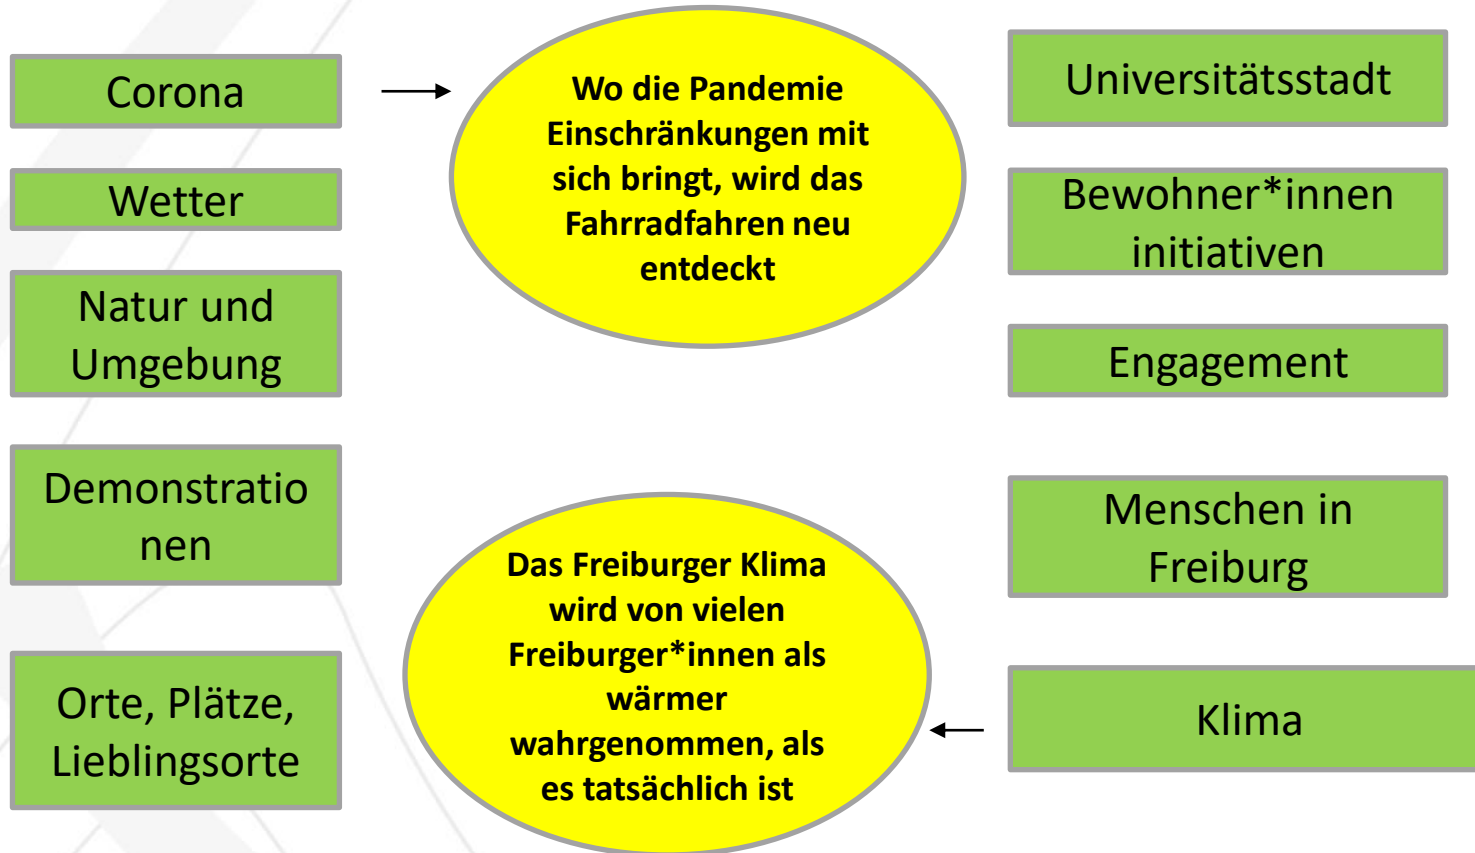 Corona
Wetter
Natur und
Umgebung
Demonstratio
nen
Orte, Plätze,
Lieblingsorte
Wo die Pandemie
Einschränkungen mit
sich bringt, wird das
Fahrradfahren neu
entdeckt
Das Freiburger Klima
wird von vielen
Freiburger*innen als
wärmer
wahrgenommen, als
es tatsächlich ist
Universitätsstadt
Bewohner*innen
initiativen
Engagement
Menschen in
Freiburg
Klima